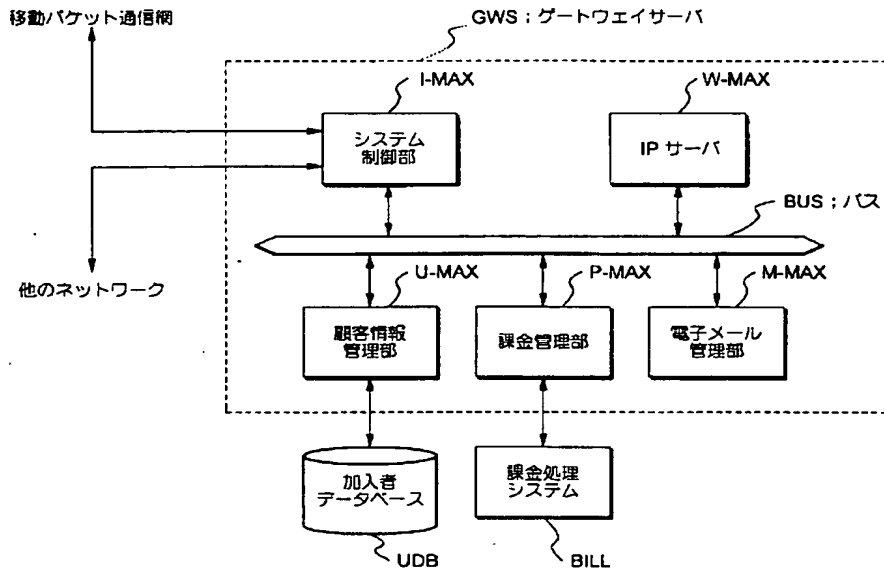 移動パケット通信網
GWS ; ゲートウェイサーバ
I-MAX
W-MAX
システム
制御部
IP サーバ
BUS ; バス
他のネットワーク
U-MAX
P-MAX
M-MAX
顧客情報
管理部
課金管理部
電子メール
管理部
加入者
データベース
課金処理
システム
UDB
BILL